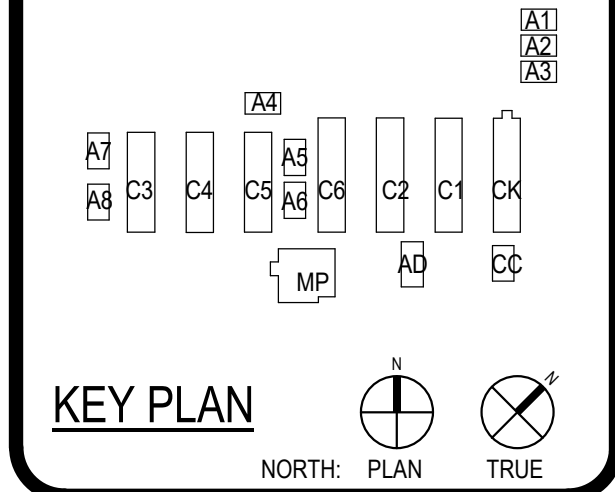 A1
A2
A3
A4
A7 A5
C3 C4 C5 C6 C2 C1 CK
A8 A6
AD CC
MP
N N
KEY PLAN
NORTH: PLAN TRUE